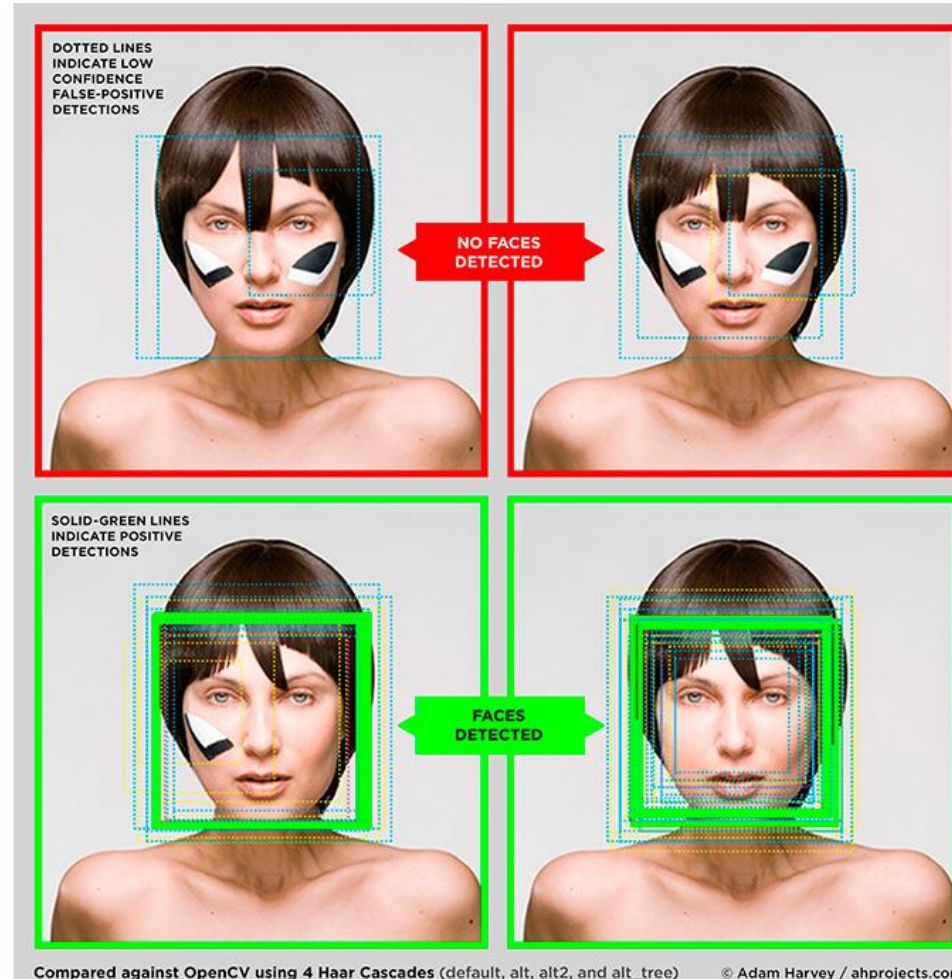 DOTTED LINES
INDICATE LOW
CONFIDENCE
FALSE-POSITIVE
DETECTIONS
NO FACES
DETECTED
SOLID-GREEN LINES
INDICATE POSITIVE
DETECTIONS
FACES
DETECTED
Compared against OpenCV using 4 Haar Cascades (default, alt, alt2, and alt_tree) © Adam Harvey / ahprojects.com